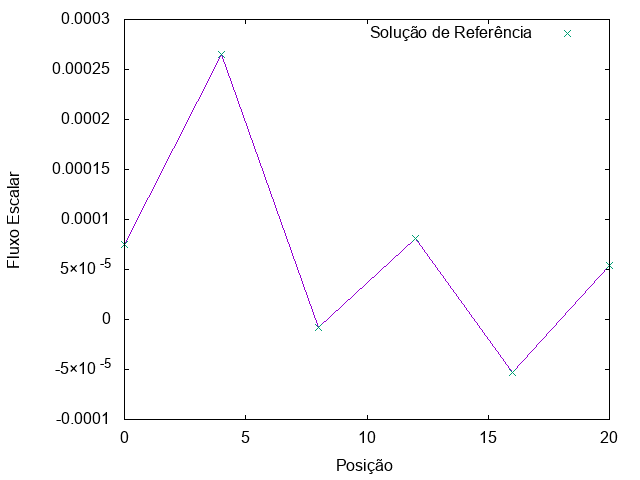 0.0003
Solução de Referência
0.00025
0.0002
0.00015
0.0001
5×10⁻⁵
0
-5×10⁻⁵
-0.0001
Fluxo Escalar
0 5 10 15 20
Posição